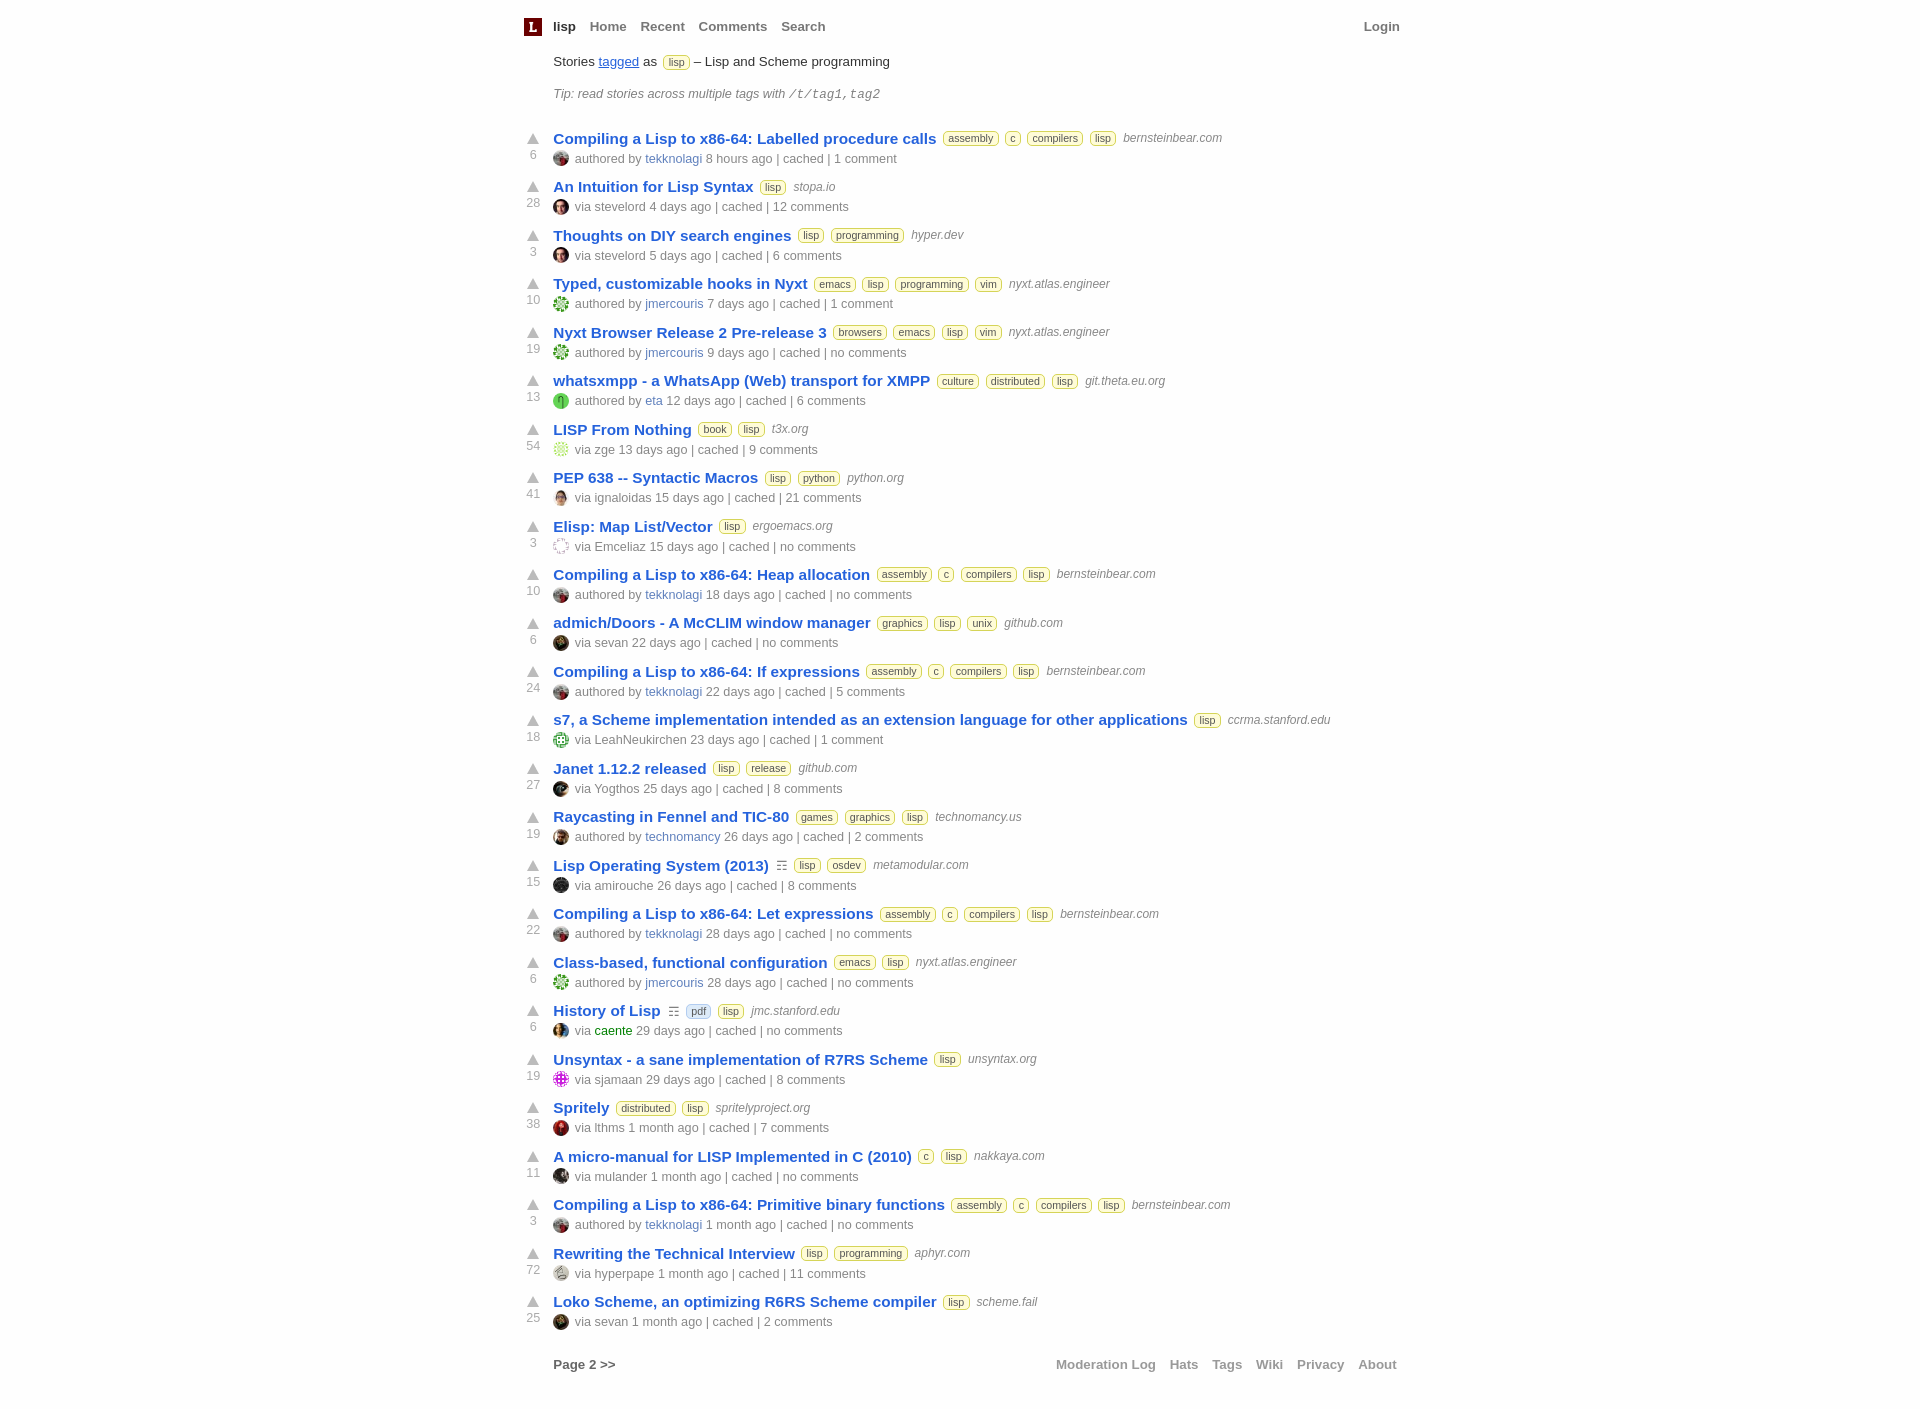 L lisp Home Recent Comments Search Login
Stories tagged as lisp – Lisp and Scheme programming
Tip: read stories across multiple tags with /t/tag1,tag2
Compiling a Lisp to x86-64: Labelled procedure calls assembly c compilers lisp bernsteinbear.com
6 authored by tekknolagi 8 hours ago | cached | 1 comment
An Intuition for Lisp Syntax lisp stopa.io
28 via stevelord 4 days ago | cached | 12 comments
Thoughts on DIY search engines lisp programming hyper.dev
3 via stevelord 5 days ago | cached | 6 comments
Typed, customizable hooks in Nyxt emacs lisp programming vim nyxt.atlas.engineer
10 authored by jmercouris 7 days ago | cached | 1 comment
Nyxt Browser Release 2 Pre-release 3 browsers emacs lisp vim nyxt.atlas.engineer
19 authored by jmercouris 9 days ago | cached | no comments
whatsxmpp - a WhatsApp (Web) transport for XMPP culture distributed lisp git.theta.eu.org
13 authored by eta 12 days ago | cached | 6 comments
LISP From Nothing book lisp t3x.org
54 via zge 13 days ago | cached | 9 comments
PEP 638 -- Syntactic Macros lisp python python.org
41 via ignaloidas 15 days ago | cached | 21 comments
Elisp: Map List/Vector lisp ergoemacs.org
3 via Emceliaz 15 days ago | cached | no comments
Compiling a Lisp to x86-64: Heap allocation assembly c compilers lisp bernsteinbear.com
10 authored by tekknolagi 18 days ago | cached | no comments
admich/Doors - A McCLIM window manager graphics lisp unix github.com
6 via sevan 22 days ago | cached | no comments
Compiling a Lisp to x86-64: If expressions assembly c compilers lisp bernsteinbear.com
24 authored by tekknolagi 22 days ago | cached | 5 comments
s7, a Scheme implementation intended as an extension language for other applications lisp ccrma.stanford.edu
18 via LeahNeukirchen 23 days ago | cached | 1 comment
Janet 1.12.2 released lisp release github.com
27 via Yogthos 25 days ago | cached | 8 comments
Raycasting in Fennel and TIC-80 games graphics lisp technomancy.us
19 authored by technomancy 26 days ago | cached | 2 comments
Lisp Operating System (2013) ☶ lisp osdev metamodular.com
15 via amirouche 26 days ago | cached | 8 comments
Compiling a Lisp to x86-64: Let expressions assembly c compilers lisp bernsteinbear.com
22 authored by tekknolagi 28 days ago | cached | no comments
Class-based, functional configuration emacs lisp nyxt.atlas.engineer
6 authored by jmercouris 28 days ago | cached | no comments
History of Lisp ☶ pdf lisp jmc.stanford.edu
6 via caente 29 days ago | cached | no comments
Unsyntax - a sane implementation of R7RS Scheme lisp unsyntax.org
19 via sjamaan 29 days ago | cached | 8 comments
Spritely distributed lisp spritelyproject.org
38 via lthms 1 month ago | cached | 7 comments
A micro-manual for LISP Implemented in C (2010) c lisp nakkaya.com
11 via mulander 1 month ago | cached | no comments
Compiling a Lisp to x86-64: Primitive binary functions assembly c compilers lisp bernsteinbear.com
3 authored by tekknolagi 1 month ago | cached | no comments
Rewriting the Technical Interview lisp programming aphyr.com
72 via hyperpape 1 month ago | cached | 11 comments
Loko Scheme, an optimizing R6RS Scheme compiler lisp scheme.fail
25 via sevan 1 month ago | cached | 2 comments
Page 2 >> Moderation Log Hats Tags Wiki Privacy About